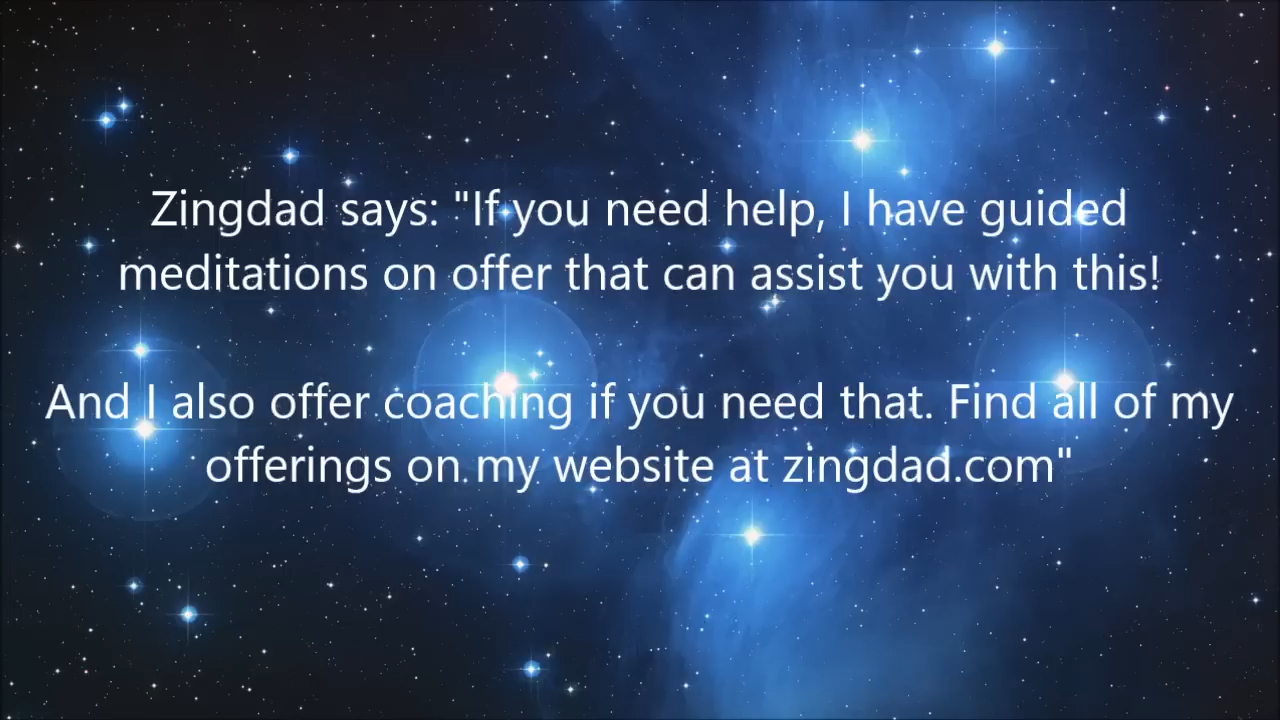 Zingdad says: "If you need help, I have guided
meditations on offer that can assist you with this!
And I also offer coaching if you need that. Find all of my
offerings on my website at zingdad.com"